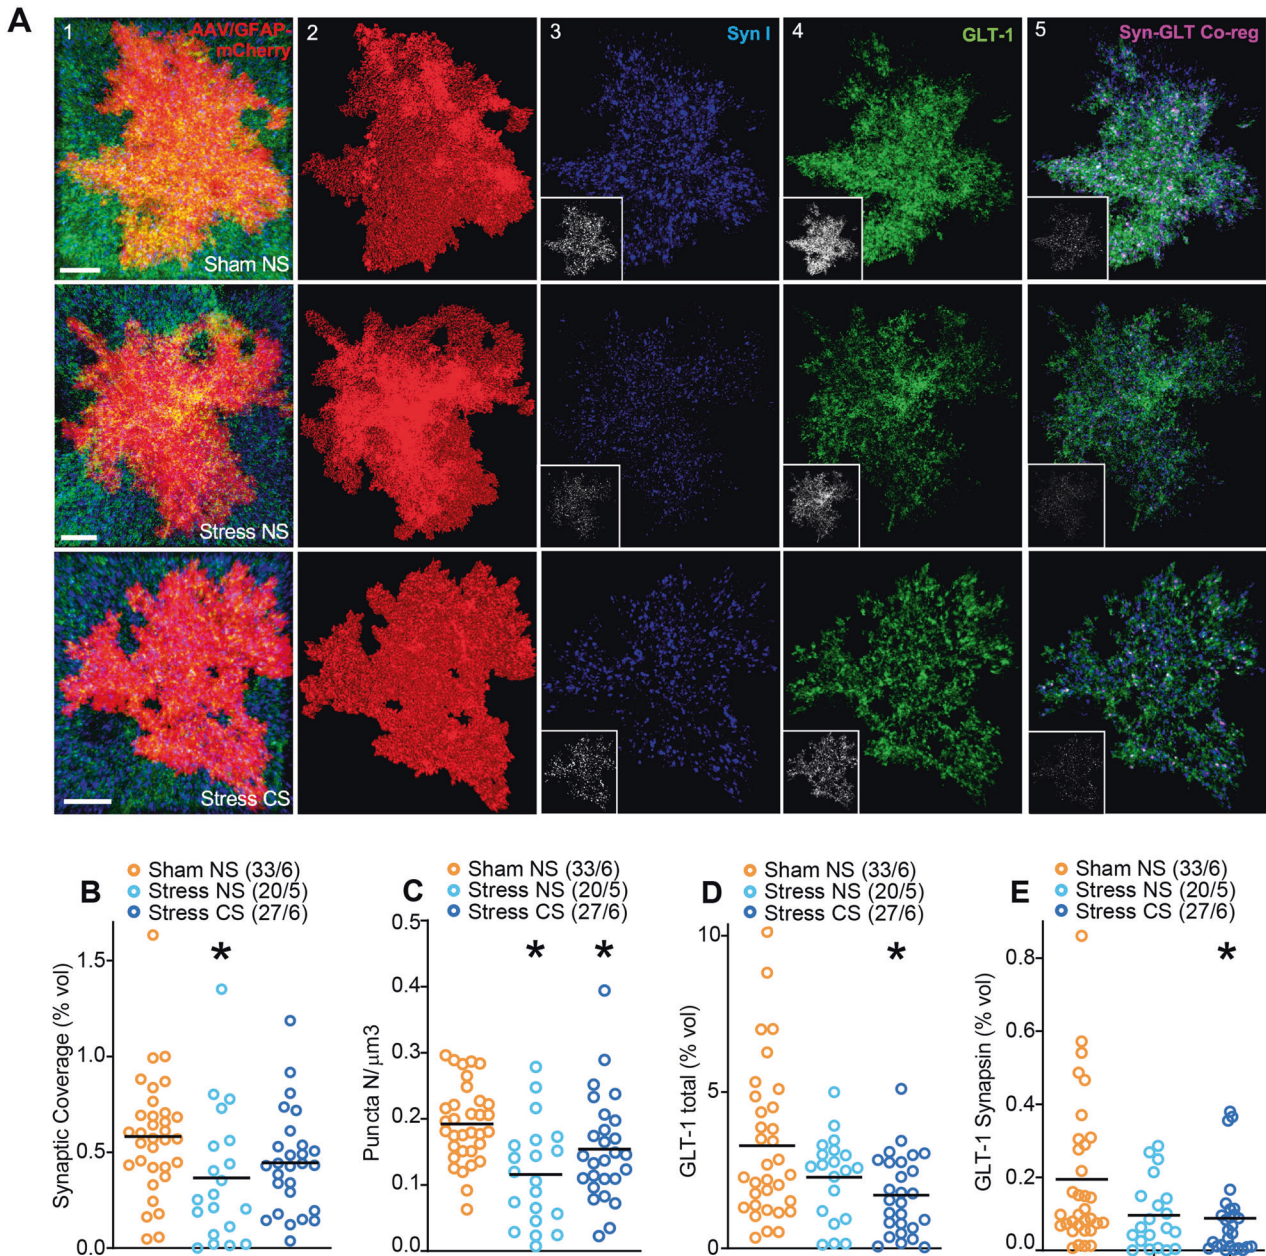 A
1
AAV/GFAP-
mCherry
2
3
Syn I
4
GLT-1
5
Syn-GLT Co-reg
Sham NS
Stress NS
Stress CS
B
Sham NS (33/6)
Stress NS (20/5)
Stress CS (27/6)
*
Synaptic Coverage (% vol)
1.5
1.0
0.5
0.0
C
Sham NS (33/6)
Stress NS (20/5)
Stress CS (27/6)
* *
Puncta N/μm3
0.5
0.4
0.3
0.2
0.1
0.0
D
Sham NS (33/6)
Stress NS (20/5)
Stress CS (27/6)
*
GLT-1 total (% vol)
10
5
0
E
Sham NS (33/6)
Stress NS (20/5)
Stress CS (27/6)
*
GLT-1 Synapsin (% vol)
0.8
0.6
0.4
0.2
0.0